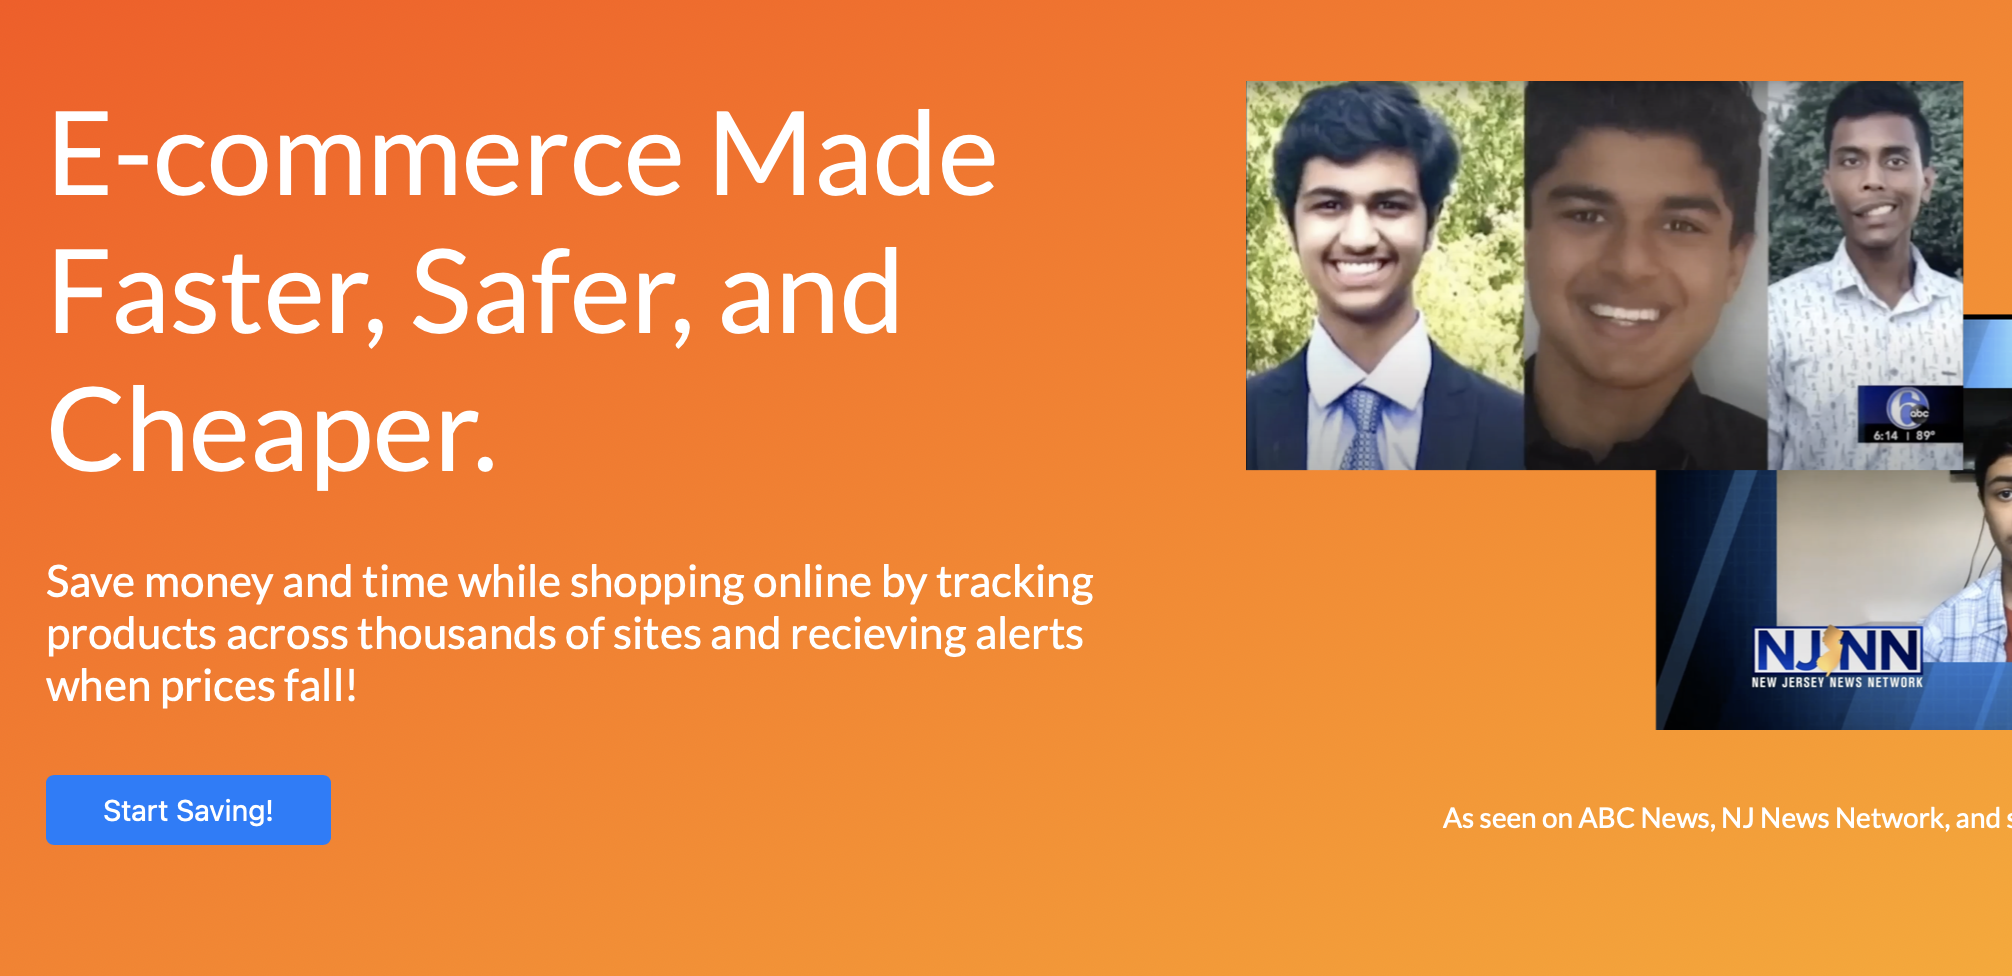 E-commerce Made
Faster, Safer, and
Cheaper.
Save money and time while shopping online by tracking
products across thousands of sites and recieving alerts
when prices fall!
Start Saving!
6 abc
6:14 | 89°
NJNN
NEW JERSEY NEWS NETWORK
As seen on ABC News, NJ News Network, and